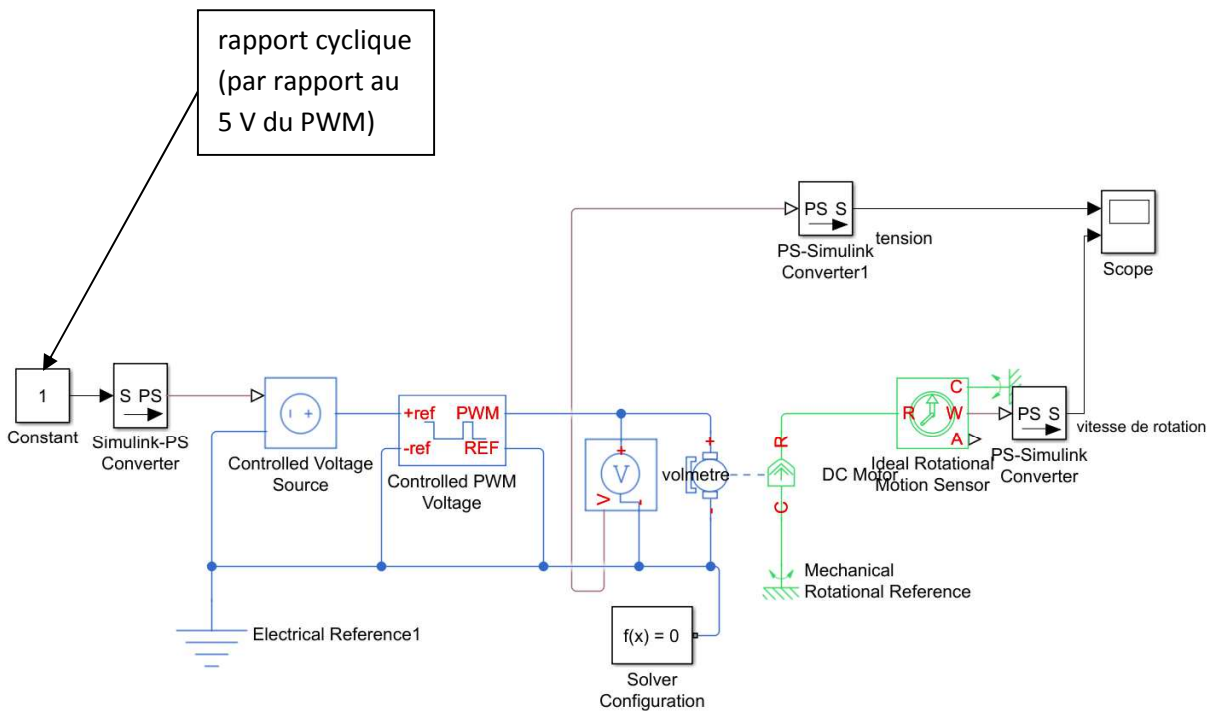 rapport cyclique
(par rapport au
5 V du PWM)
PS S
PS-Simulink
Converter1
tension
Scope
1
Constant
S PS
Simulink-PS
Converter
Controlled Voltage
Source
+ref PWM
-ref REF
Controlled PWM
Voltage
+
V
V
-
volmetre
+
-
R
C
DC Motor
R
C
W
A
Ideal Rotational
Motion Sensor
PS S
PS-Simulink
Converter
vitesse de rotation
Mechanical
Rotational Reference
Electrical Reference1
f(x) = 0
Solver
Configuration